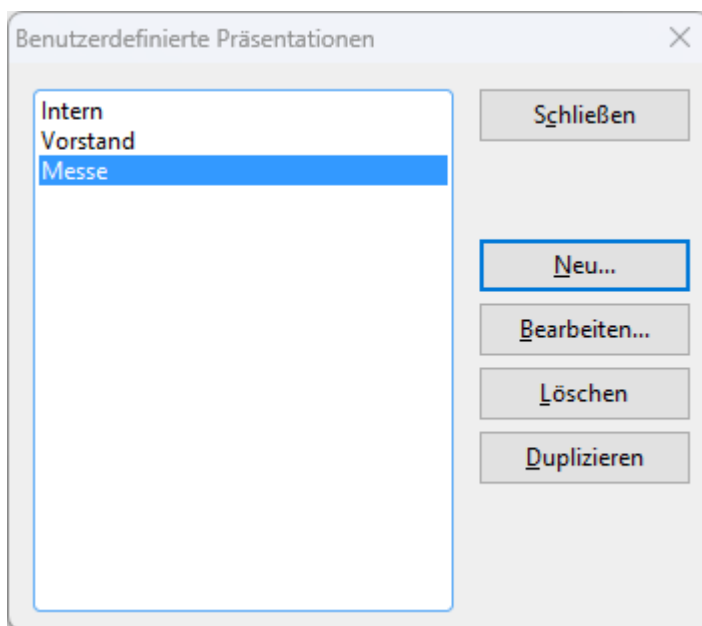 Benutzerdefinierte Präsentationen
Intern
Vorstand
Messe
Schließen
Neu...
Bearbeiten...
Löschen
Duplizieren